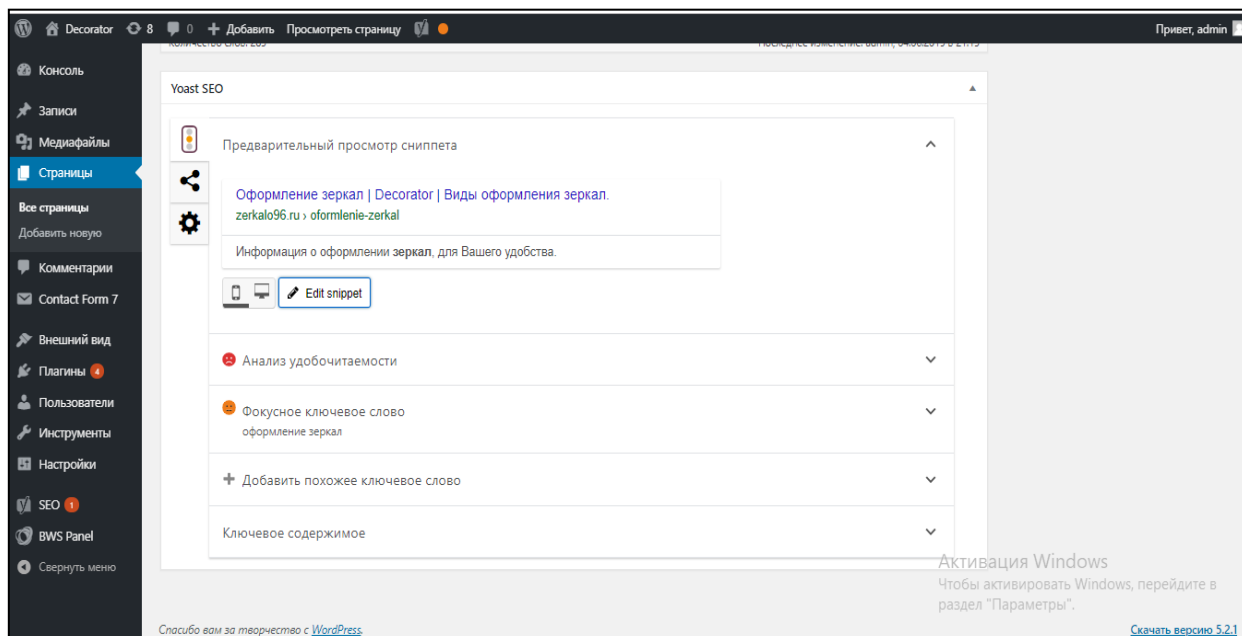 Decorator 8 0 Добавить Просмотреть страницу Привет, admin
Консоль
Записи
Медиафайлы
Страницы
Все страницы
Добавить новую
Комментарии
Contact Form 7
Внешний вид
Плагины 4
Пользователи
Инструменты
Настройки
SEO 1
BWS Panel
Свернуть меню
Yoast SEO
Предварительный просмотр сниппета
Оформление зеркал | Decorator | Виды оформления зеркал.
zerkalo96.ru › oformlenie-zerkal
Информация о оформлении зеркал, для Вашего удобства.
Edit snippet
Анализ удобочитаемости
Фокусное ключевое слово
оформление зеркал
Добавить похожее ключевое слово
Ключевое содержимое
Активация Windows
Чтобы активировать Windows, перейдите в
раздел "Параметры".
Спасибо вам за творчество с WordPress.
Скачать версию 5.2.1